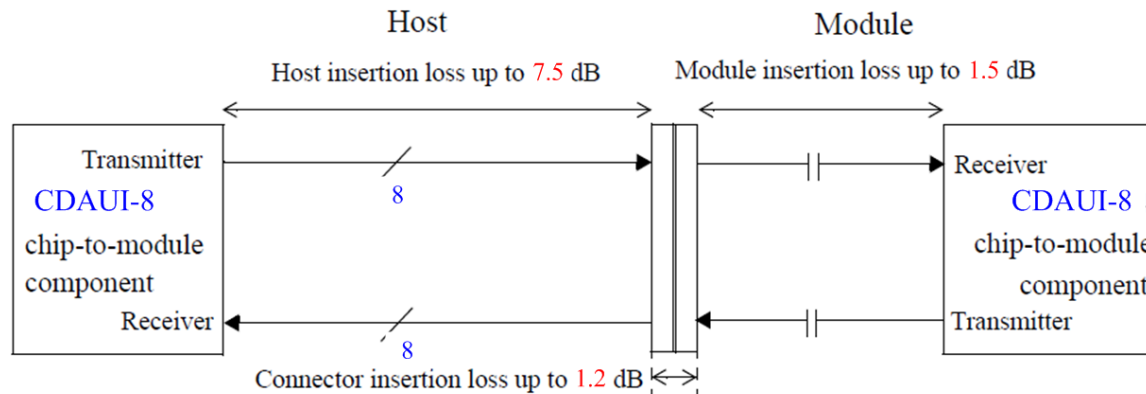 Host
Module
Host insertion loss up to 7.5 dB
Module insertion loss up to 1.5 dB
Transmitter
CDAUI-8
chip-to-module
component
Receiver
8
8
Receiver
CDAUI-8
chip-to-module
component
Transmitter
Connector insertion loss up to 1.2 dB